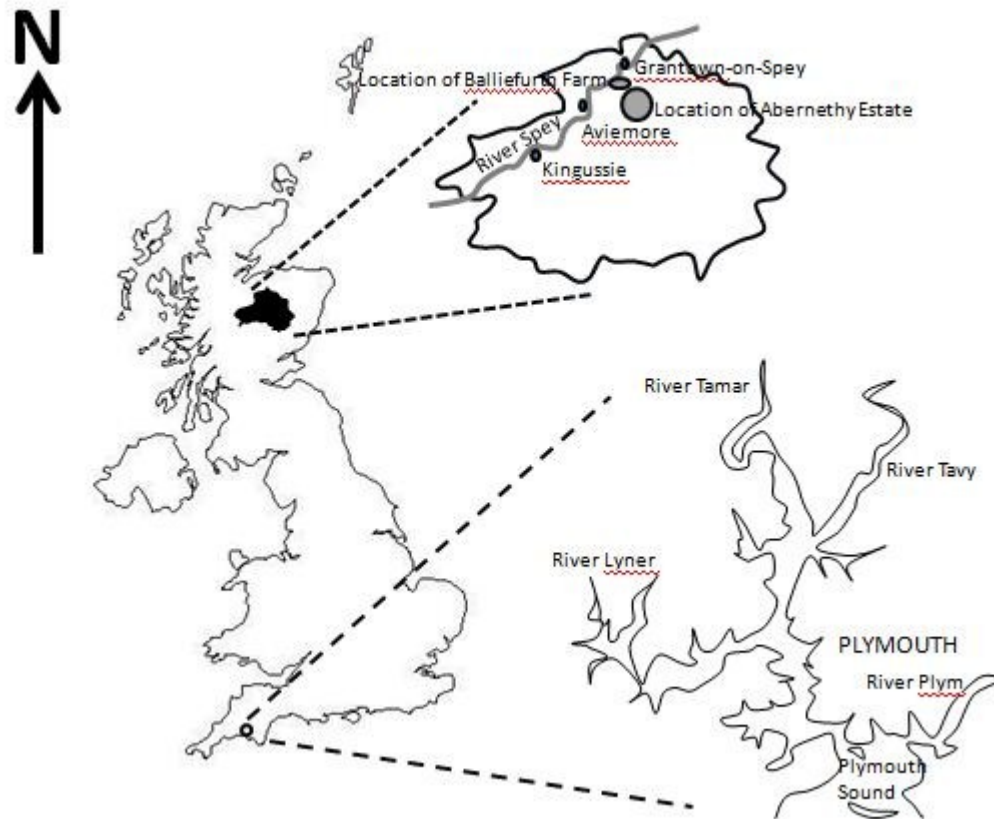 N
Grantown-on-Spey
Location of Balliefurth Farm
Location of Abernethy Estate
Aviemore
River Spey
Kingussie
River Tamar
River Tavy
River Lyner
PLYMOUTH
River Plym
Plymouth
Sound